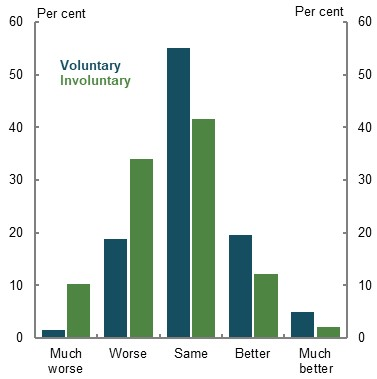 Per cent
Per cent
60
60
Voluntary
Involuntary
50
50
40
40
30
30
20
20
10
10
0
0
Much
worse
Worse
Same
Better
Much
better